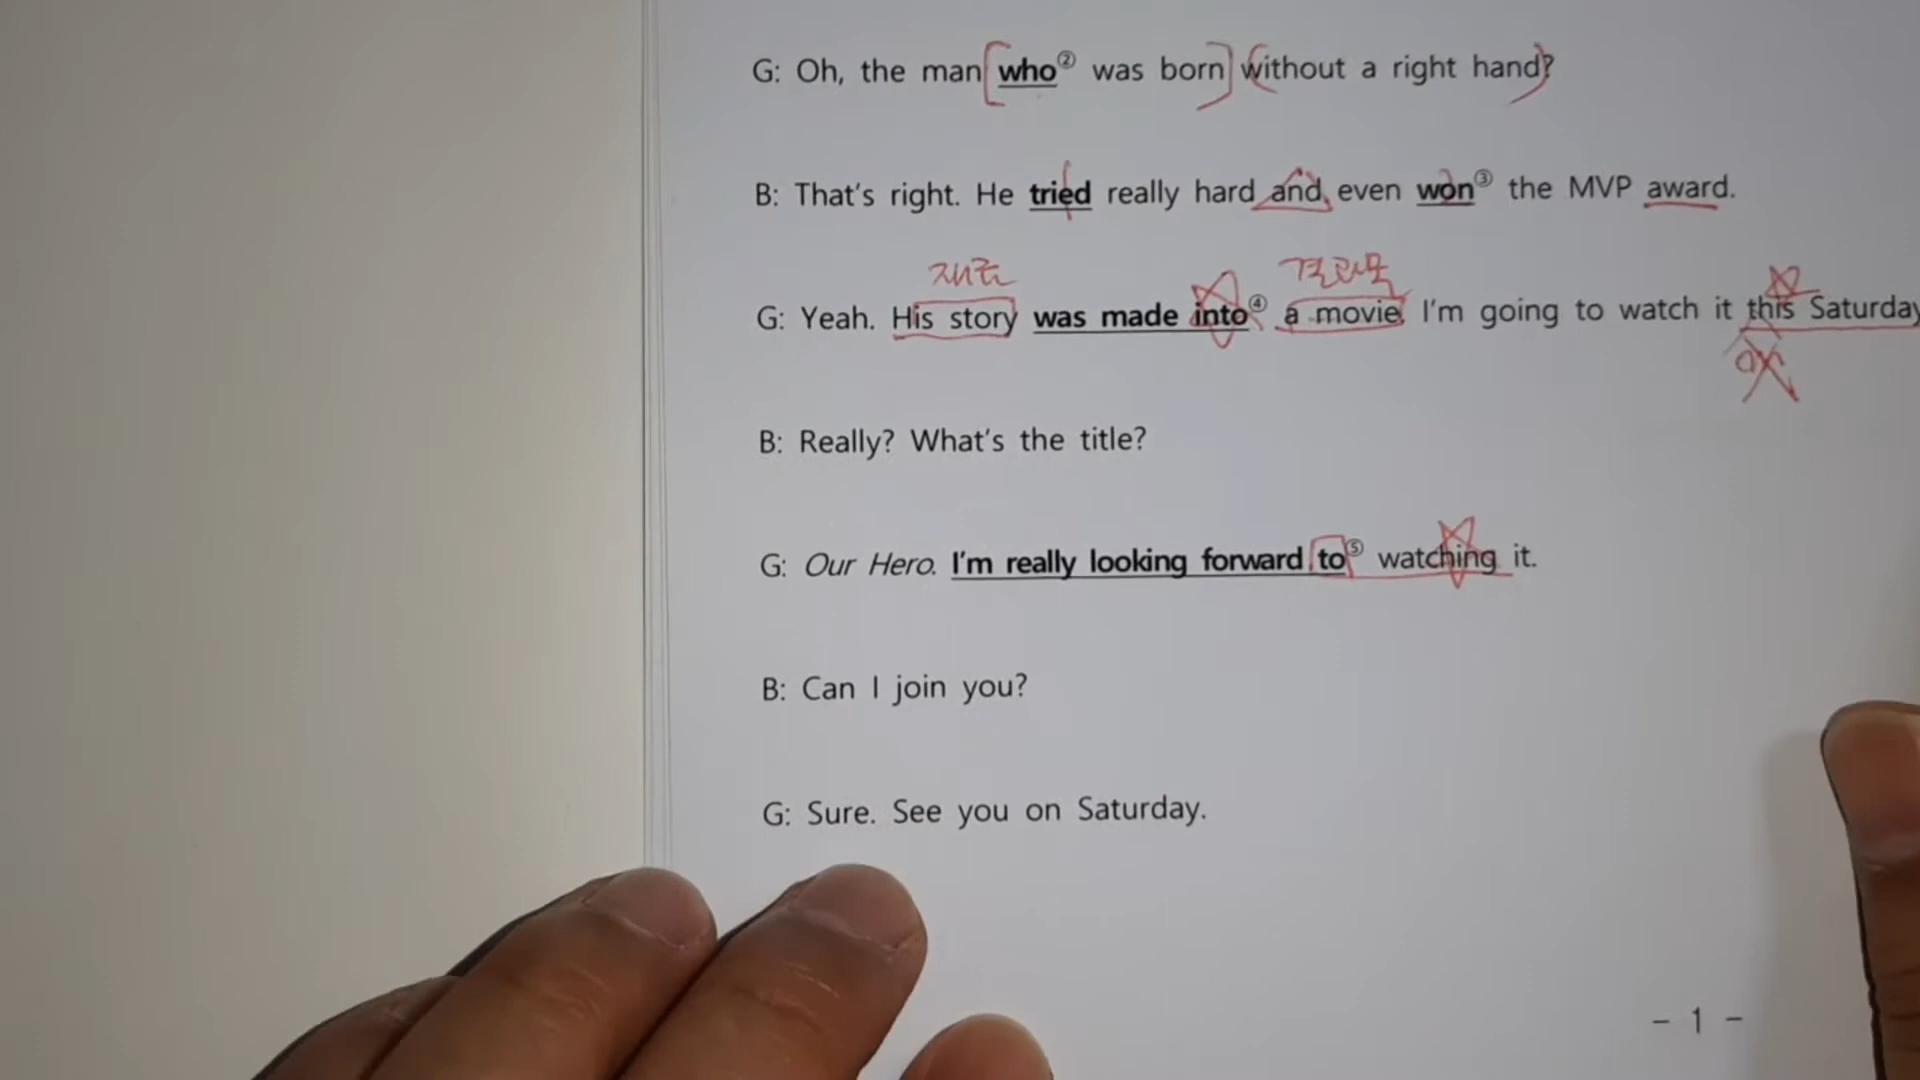 G: Oh, the man who② was born without a right hand?
B: That's right. He tried really hard and even won③ the MVP award.
재료 결과물
G: Yeah. His story was made into④ a movie. I'm going to watch it this Saturday
on
B: Really? What's the title?
G: Our Hero. I'm really looking forward to⑤ watching it.
B: Can I join you?
G: Sure. See you on Saturday.
- 1 -